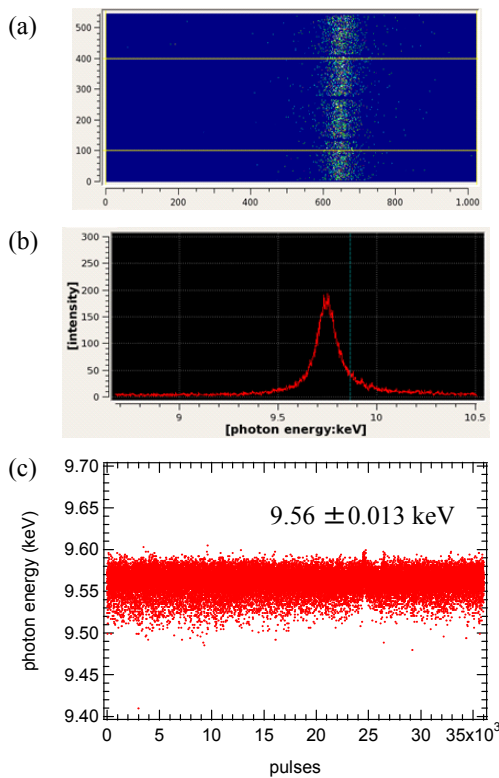 (a)
500
400
300
200
100
0
0 200 400 600 800 1.000
(b)
300
250
200
150
100
50
0
[intensity]
9 9.5 10 10.5
[photon energy:keV]
(c)
9.70
9.65
9.60
9.55
9.50
9.45
9.40
photon energy (keV)
9.56 ±0.013 keV
0 5 10 15 20 25 30 35x10³
pulses